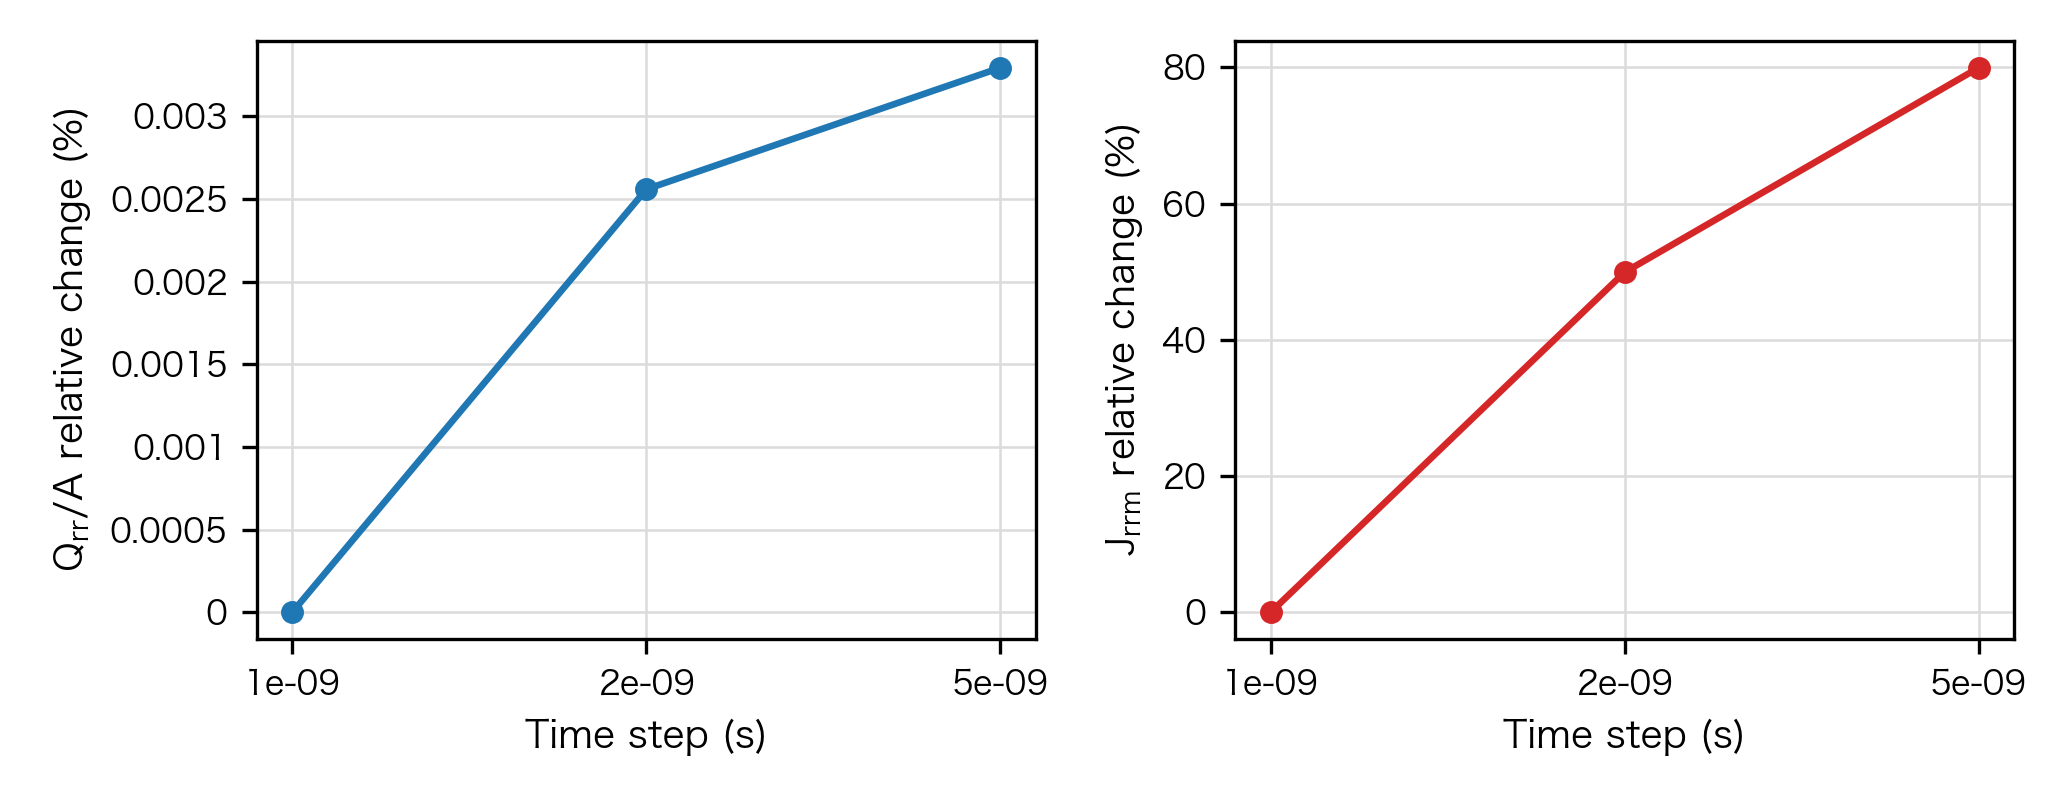 Q_rr/A relative change (%)
0.003
0.0025
0.002
0.0015
0.001
0.0005
0
1e-09
2e-09
5e-09
Time step (s)
J_rrm relative change (%)
80
60
40
20
0
1e-09
2e-09
5e-09
Time step (s)